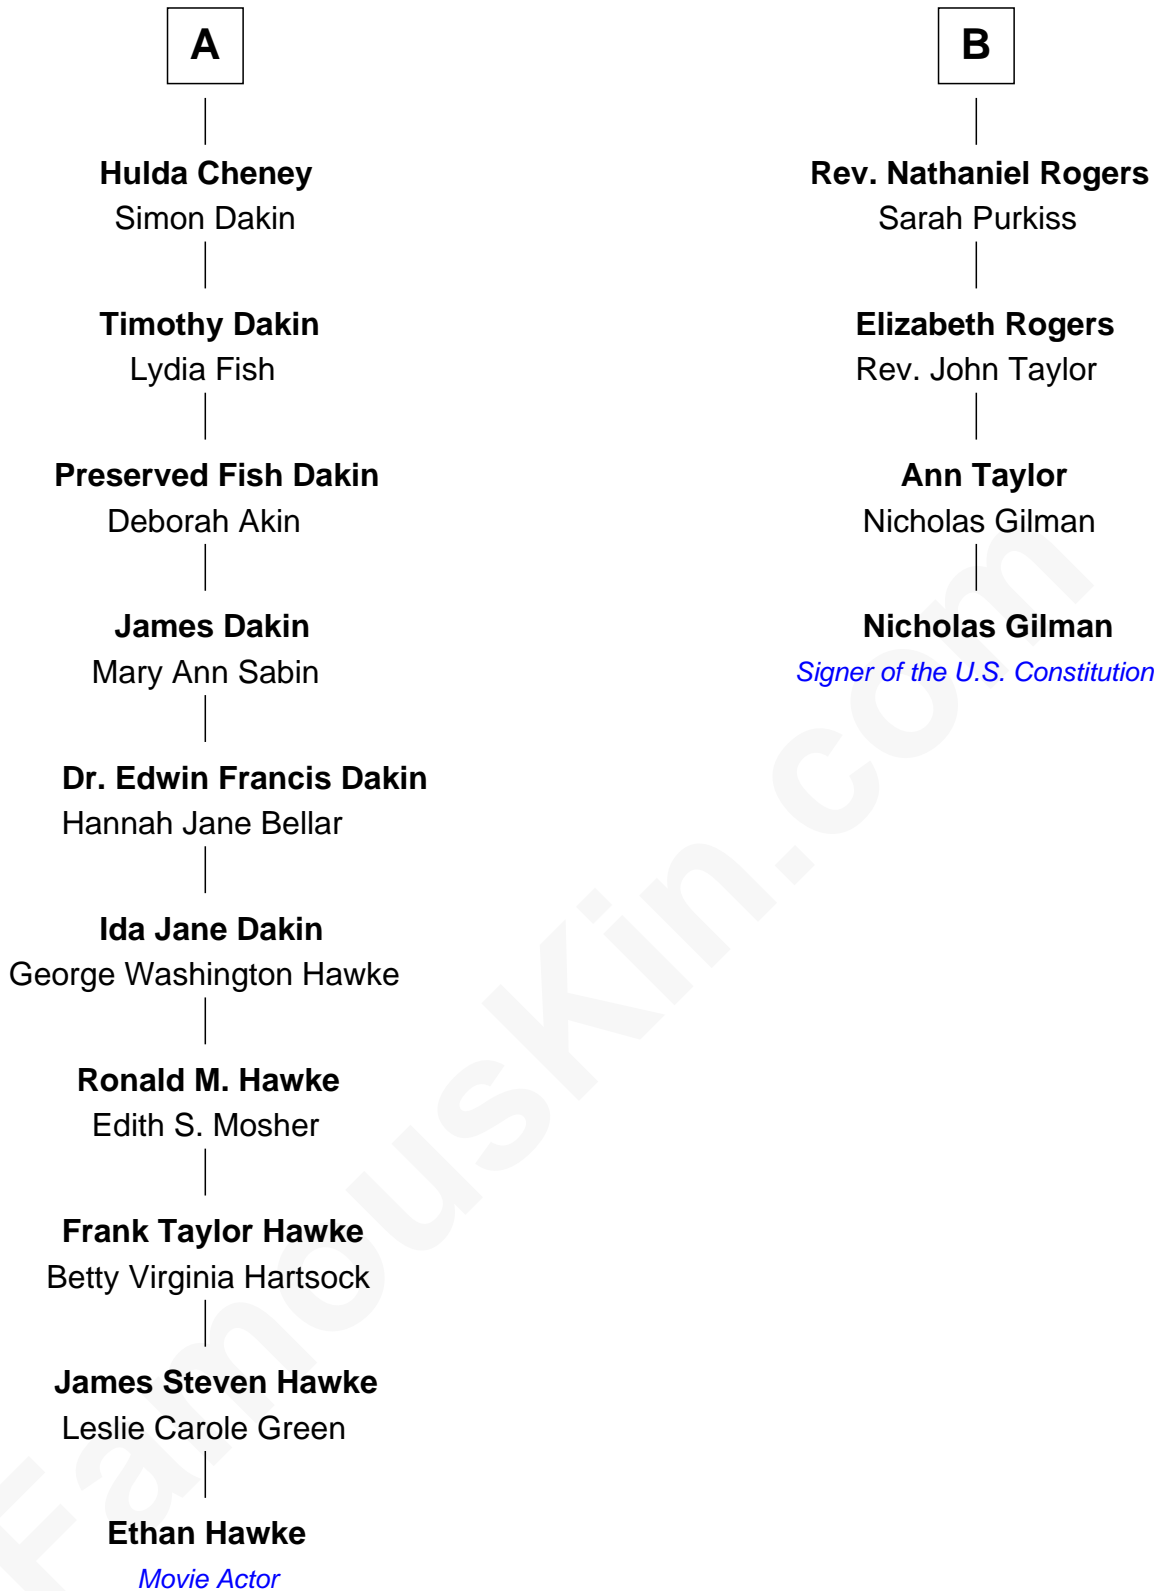 A
Hulda Cheney
Simon Dakin
Timothy Dakin
Lydia Fish
Preserved Fish Dakin
Deborah Akin
James Dakin
Mary Ann Sabin
Dr. Edwin Francis Dakin
Hannah Jane Bellar
Ida Jane Dakin
George Washington Hawke
Ronald M. Hawke
Edith S. Mosher
Frank Taylor Hawke
Betty Virginia Hartsock
James Steven Hawke
Leslie Carole Green
Ethan Hawke
Movie Actor
B
Rev. Nathaniel Rogers
Sarah Purkiss
Elizabeth Rogers
Rev. John Taylor
Ann Taylor
Nicholas Gilman
Nicholas Gilman
Signer of the U.S. Constitution
FamousKin.com